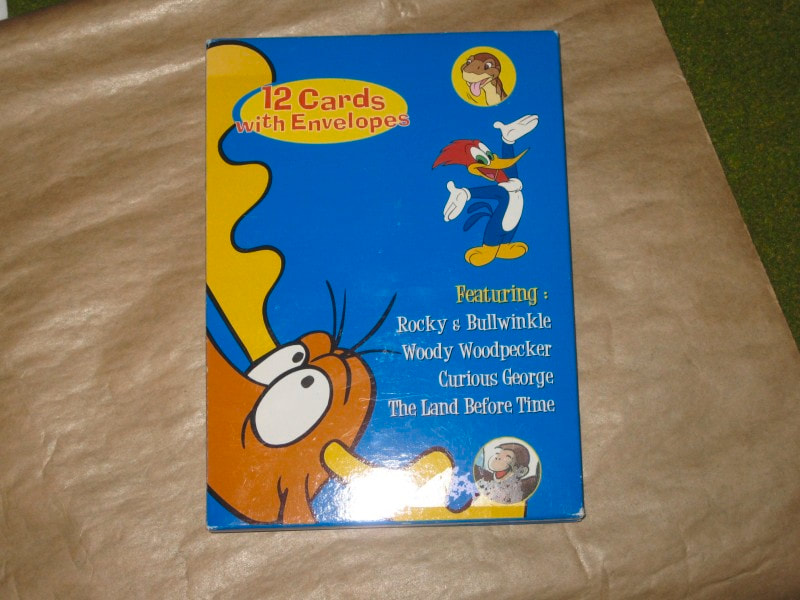 12 Cards
with Envelopes
Featuring :
Rocky & Bullwinkle
Woody Woodpecker
Curious George
The Land Before Time